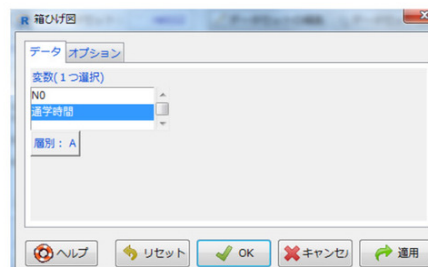 R 箱ひげ図
データ オプション
変数(1つ選択)
N0
通学時間
層別: A
ヘルプ リセット OK キャンセル 適用